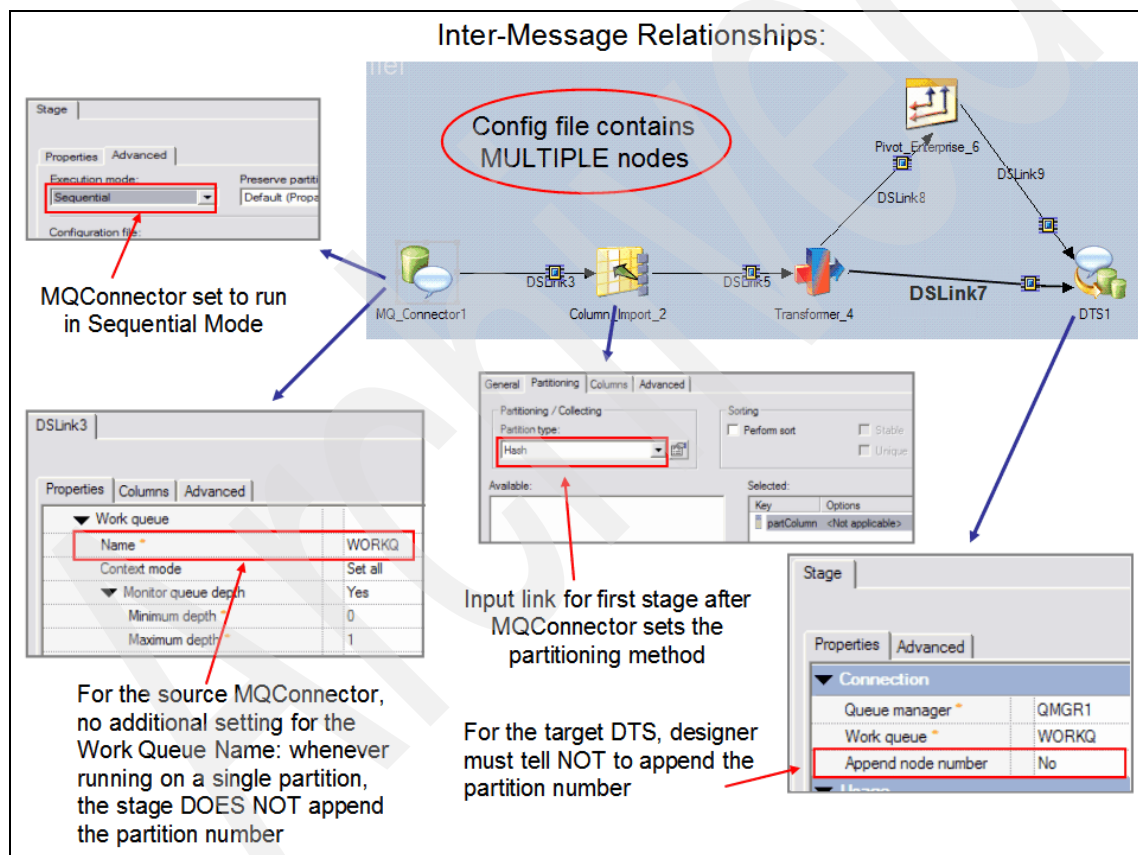 Inter-Message Relationships:
Config file contains
MULTIPLE nodes
Pivot_Enterprise_6
DSLink8
DSLink9
MQ_Connector1
DSLink3
Column_Import_2
DSLink5
Transformer_4
DSLink7
DTS1
Stage
Properties Advanced
Execution mode:
Sequential
Default (Propa
Configuration file:
MQConnector set to run
in Sequential Mode
DSLink3
Properties Columns Advanced
Work queue
Name * WORKQ
Context mode Set all
Monitor queue depth Yes
Minimum depth * 0
Maximum depth * 1
For the source MQConnector,
no additional setting for the
Work Queue Name: whenever
running on a single partition,
the stage DOES NOT append
the partition number
General Partitioning Columns Advanced
Partitioning / Collecting
Partition type:
Hash
Sorting
Perform sort
Stable
Unique
Available:
Selected:
Key Options
partColumn <Not applicable>
Input link for first stage after
MQConnector sets the
partitioning method
For the target DTS, designer
must tell NOT to append the
partition number
Stage
Properties Advanced
Connection
Queue manager * QMGR1
Work queue * WORKQ
Append node number No